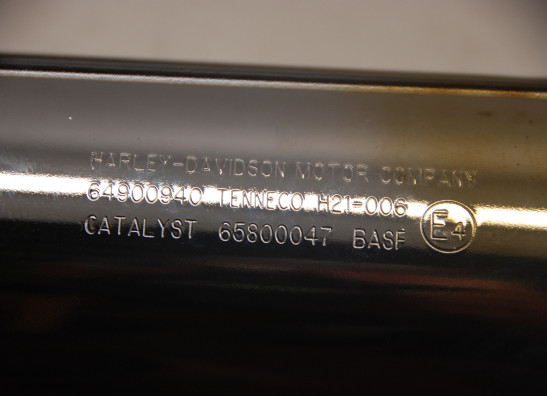 HARLEY-DAVIDSON MOTOR COMPANY
64900940 TENNECO H21-006
CATALYST 65800047 BASF E4